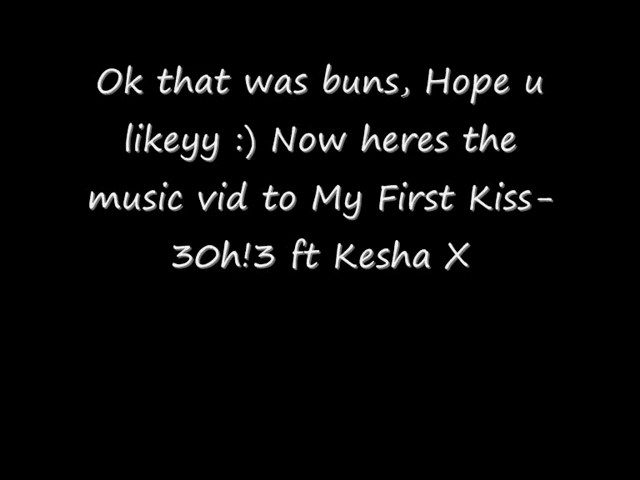 Ok that was buns, Hope u
likeyy :) Now heres the
music vid to My First Kiss-
3Oh!3 ft Kesha X